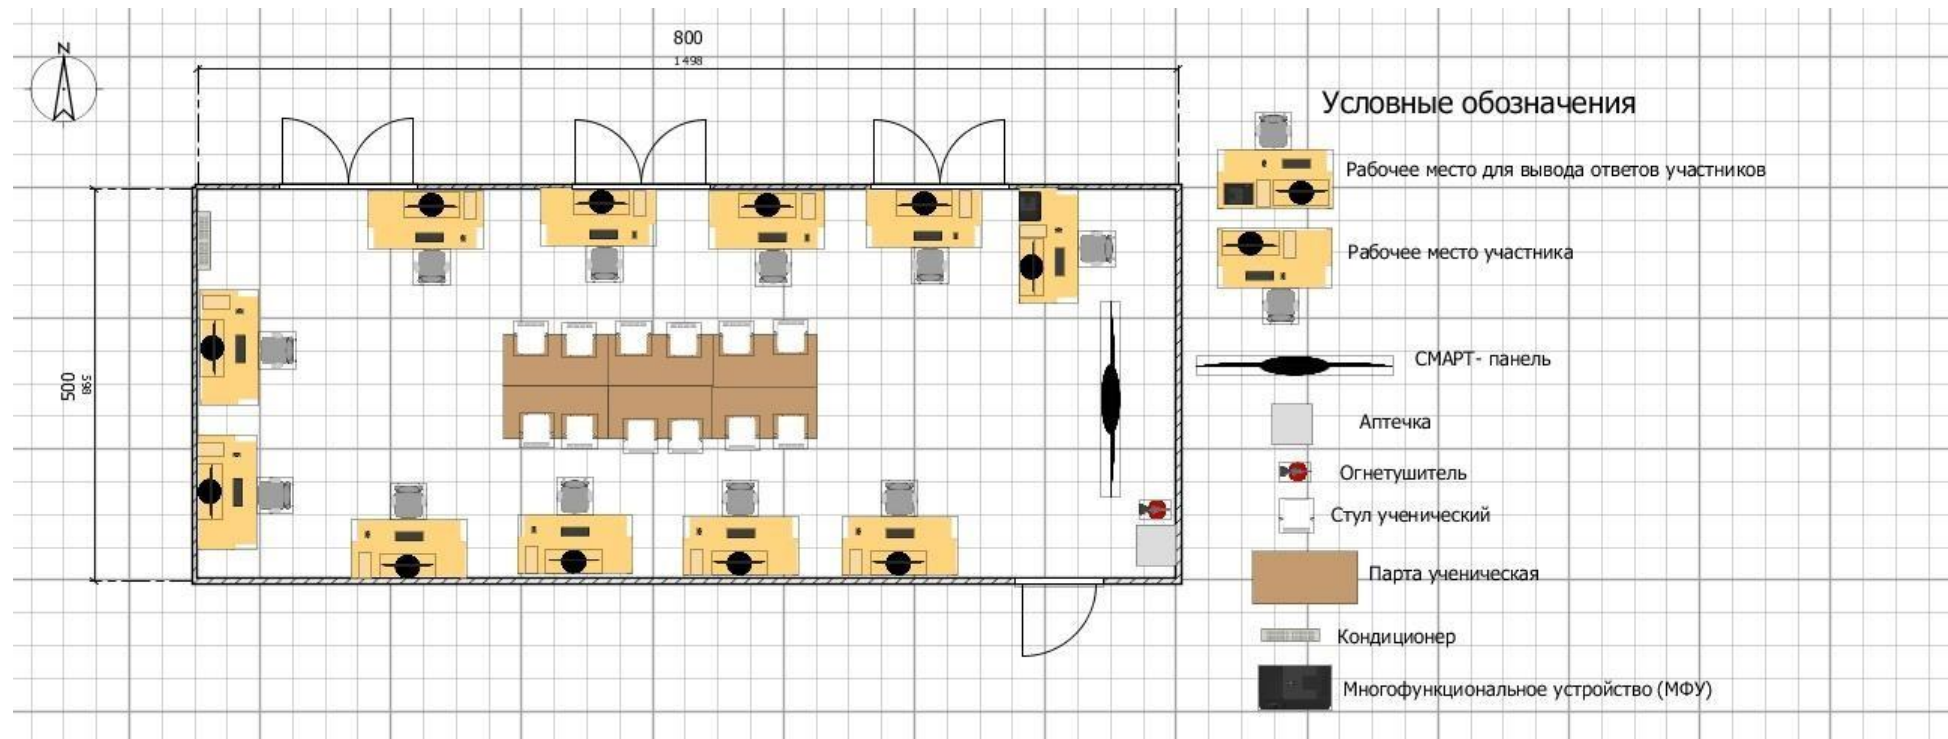 N
800
1498
500
598
Условные обозначения
Рабочее место для вывода ответов участников
Рабочее место участника
СМАРТ- панель
Аптечка
Огнетушитель
Стул ученический
Парта ученическая
Кондиционер
Многофункциональное устройство (МФУ)